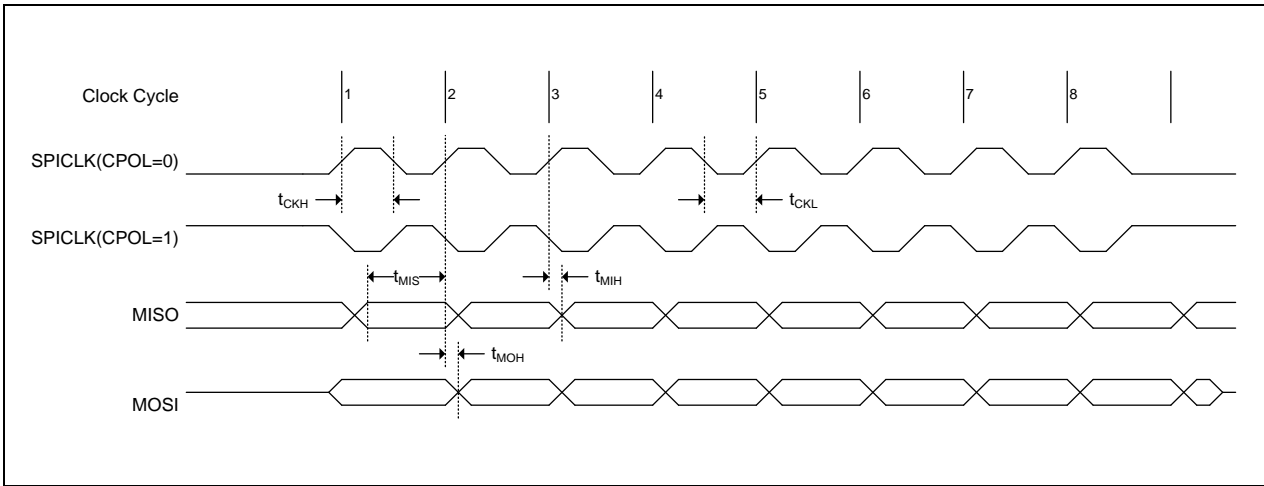 Clock Cycle 1 2 3 4 5 6 7 8
SPICLK(CPOL=0)
tCKH tCKL
SPICLK(CPOL=1)
tMIS tMIH
MISO
tMOH
MOSI